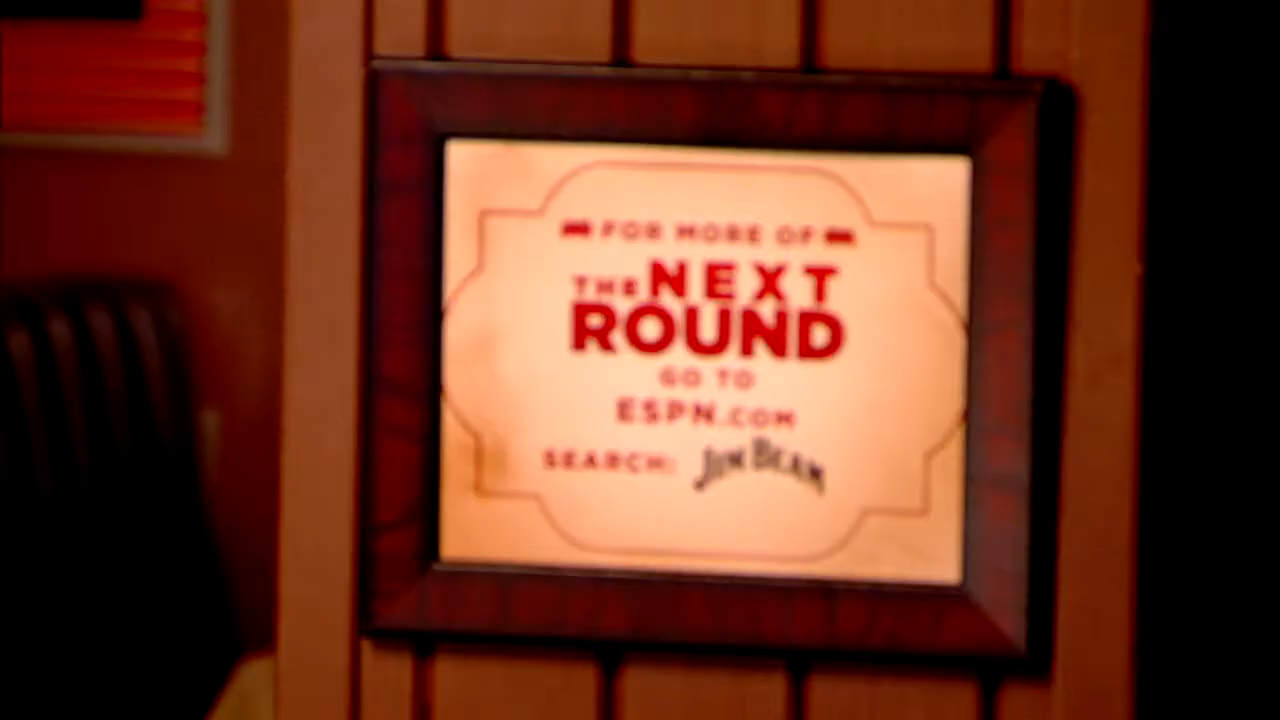 FOR MORE OF
THE NEXT
ROUND
GO TO
ESPN.COM
SEARCH: JIM BEAM